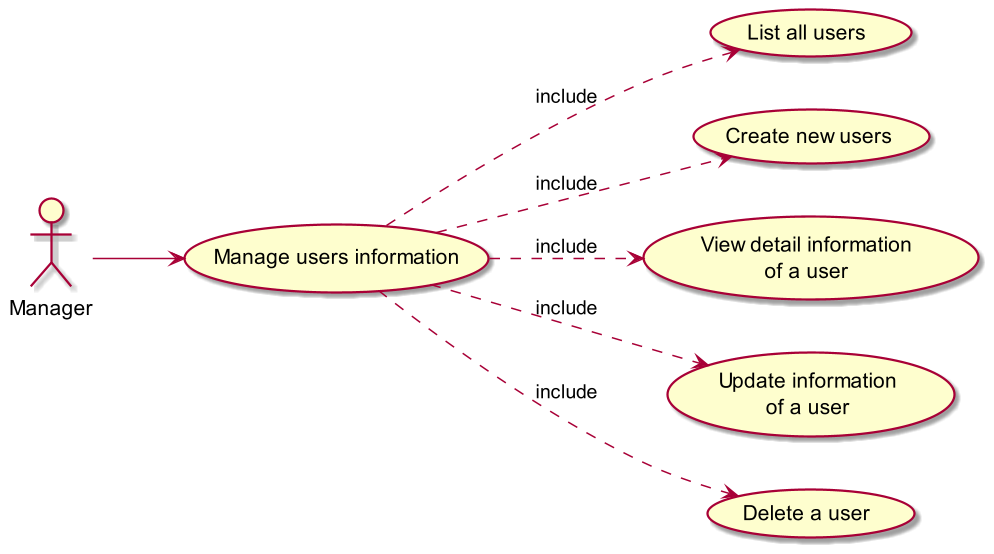 List all users
include
Create new users
include
View detail information
of a user
include
Manage users information
Manager
include
Update information
of a user
include
Delete a user